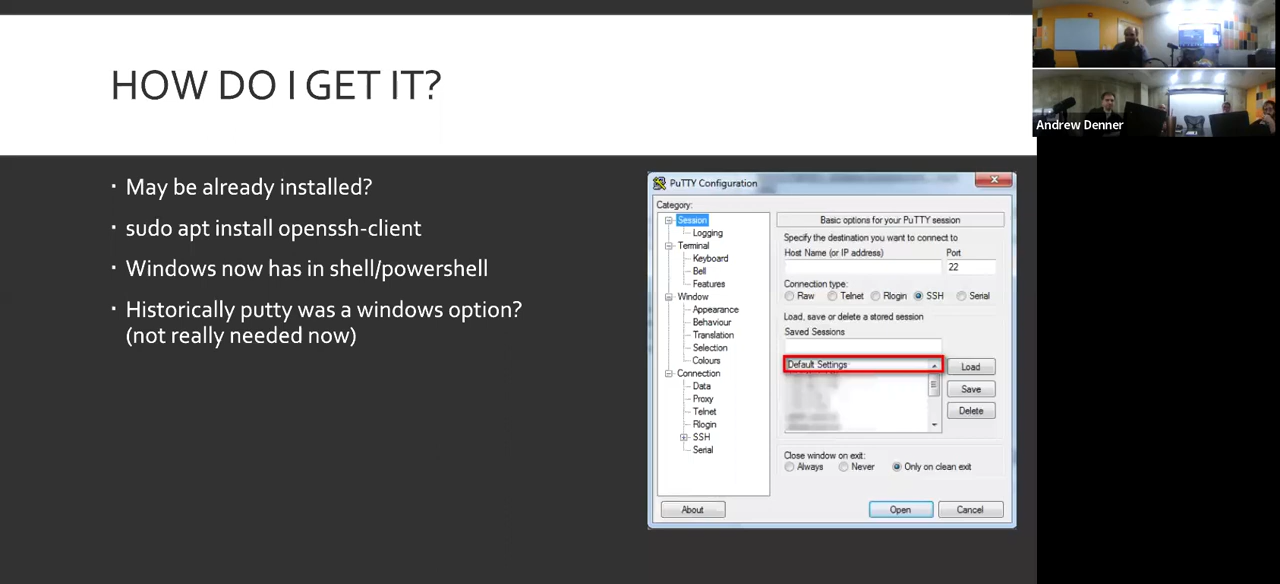 HOW DO I GET IT?
May be already installed?
sudo apt install openssh-client
Windows now has in shell/powershell
Historically putty was a windows option?
(not really needed now)
PuTTY Configuration
Category:
Session
Logging
Terminal
Keyboard
Bell
Features
Window
Appearance
Behaviour
Translation
Selection
Colours
Connection
Data
Proxy
Telnet
Rlogin
SSH
Serial
Basic options for your PuTTY session
Specify the destination you want to connect to
Host Name (or IP address) Port
22
Connection type:
Raw Telnet Rlogin SSH Serial
Load, save or delete a stored session
Saved Sessions
Default Settings
Load
Save
Delete
Close window on exit:
Always Never Only on clean exit
About Open Cancel
Andrew Denner